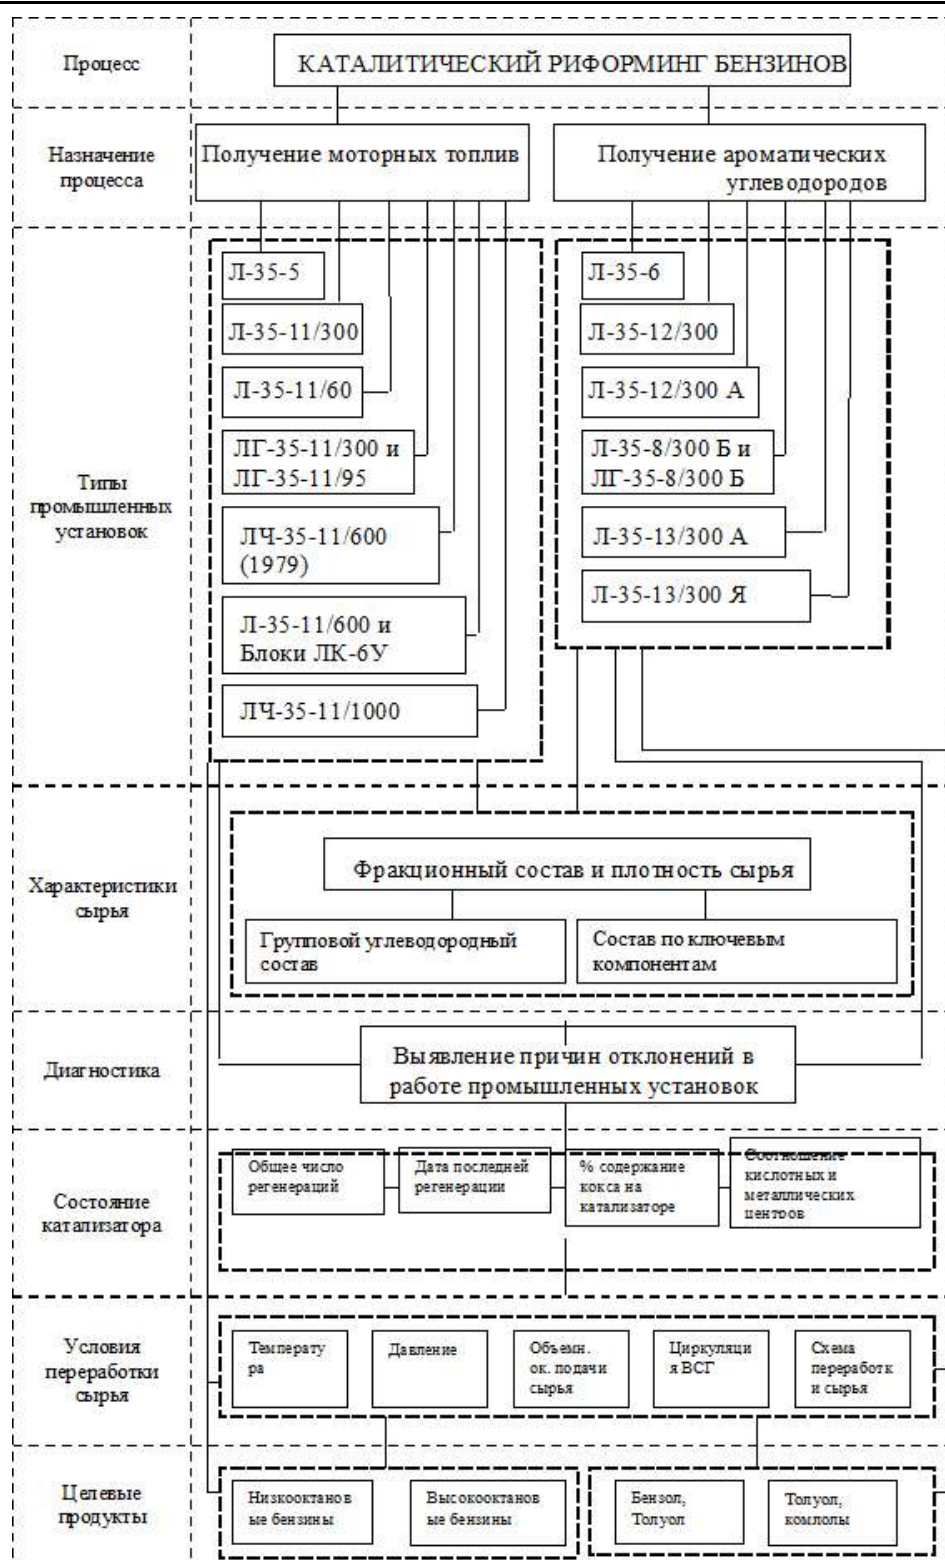 Процесс
КАТАЛИТИЧЕСКИЙ РИФОРМИНГ БЕНЗИНОВ
Назначение
процесса
Получение моторных топлив
Получение ароматических
углеводородов
Типы
промышленных
установок
Л-35-5
Л-35-11/300
Л-35-11/60
ЛГ-35-11/300 и
ЛГ-35-11/95
ЛЧ-35-11/600
(1979)
Л-35-11/600 и
Блоки ЛК-6У
ЛЧ-35-11/1000
Л-35-6
Л-35-12/300
Л-35-12/300 А
Л-35-8/300 Б и
ЛГ-35-8/300 Б
Л-35-13/300 А
Л-35-13/300 Я
Характеристики
сырья
Фракционный состав и плотность сырья
Групповой углеводородный
состав
Состав по ключевым
компонентам
Диагностика
Выявление причин отклонений в
работе промышленных установок
Состояние
катализатора
Общее число
регенераций
Дата последней
регенерации
% содержание
кокса на
катализаторе
Соотношение
кислотных и
металлических
центров
Условия
переработки
сырья
Температу
ра
Давление
Объемн.
ск. подачи
сырья
Циркуляци
я ВСГ
Схема
переработк
и сырья
Целевые
продукты
Низкооктанов
ые бензины
Высокооктанов
ые бензины
Бензол,
Толуол
Толуол,
комлолы